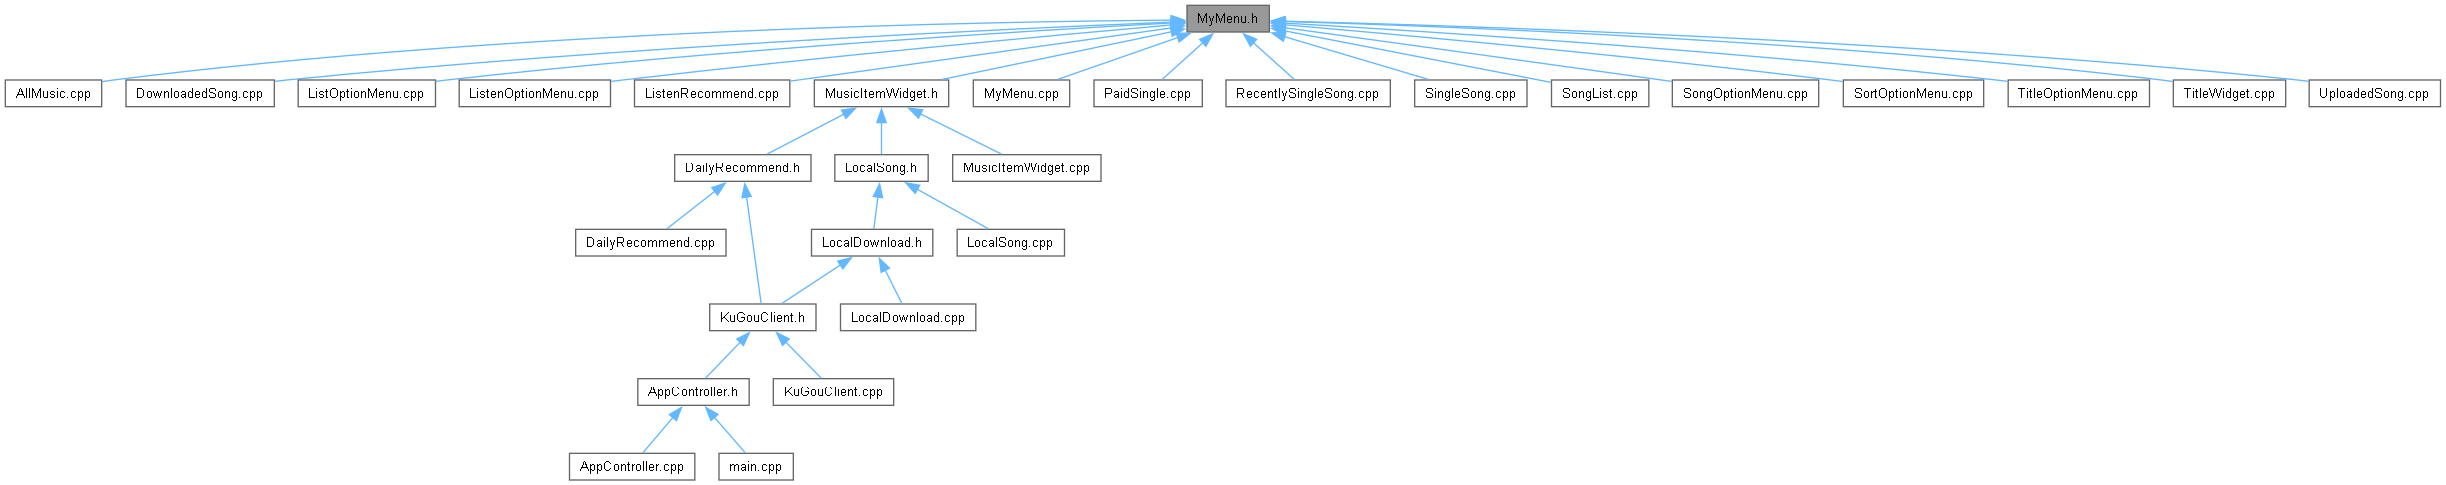 MyMenu.h
AllMusic.cpp
DownloadedSong.cpp
ListOptionMenu.cpp
ListenOptionMenu.cpp
ListenRecommend.cpp
MusicItemWidget.h
MyMenu.cpp
PaidSingle.cpp
RecentlySingleSong.cpp
SingleSong.cpp
SongList.cpp
SongOptionMenu.cpp
SortOptionMenu.cpp
TitleOptionMenu.cpp
TitleWidget.cpp
UploadedSong.cpp
DailyRecommend.h
LocalSong.h
MusicItemWidget.cpp
DailyRecommend.cpp
LocalDownload.h
LocalSong.cpp
KuGouClient.h
LocalDownload.cpp
AppController.h
KuGouClient.cpp
AppController.cpp
main.cpp